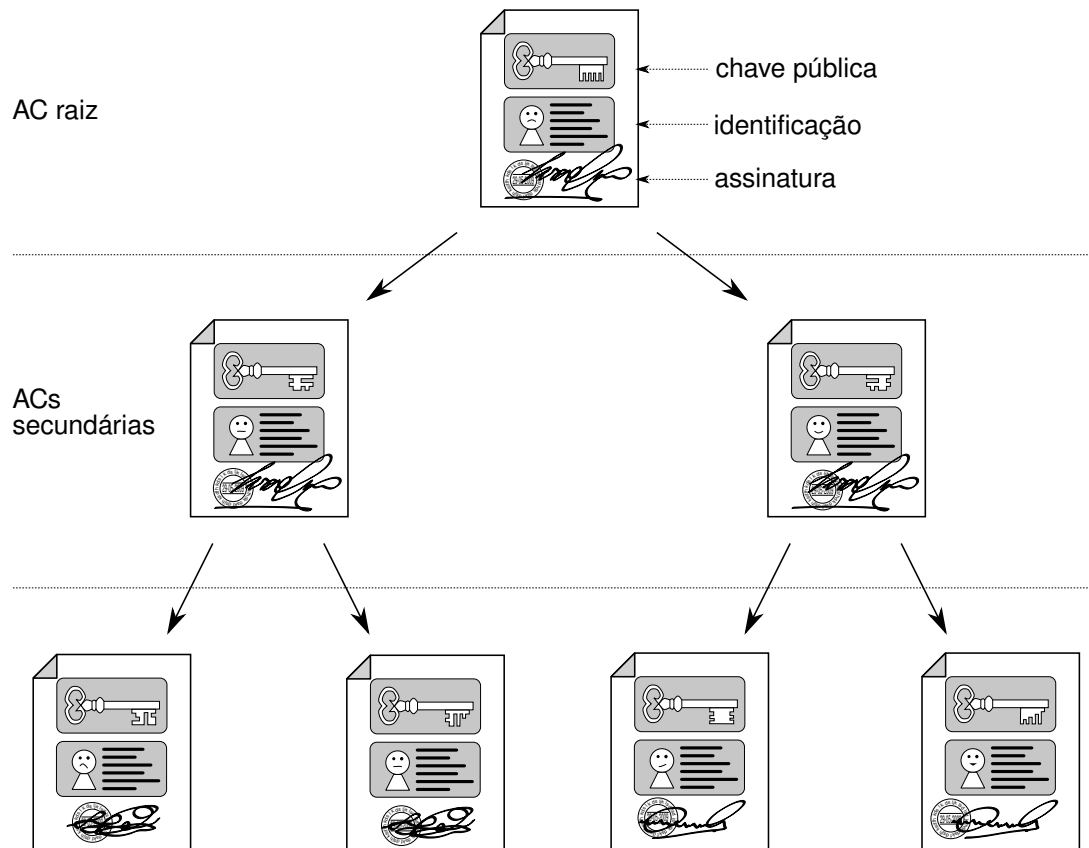 chave pública
AC raiz
identificação
assinatura
ACs
secundárias